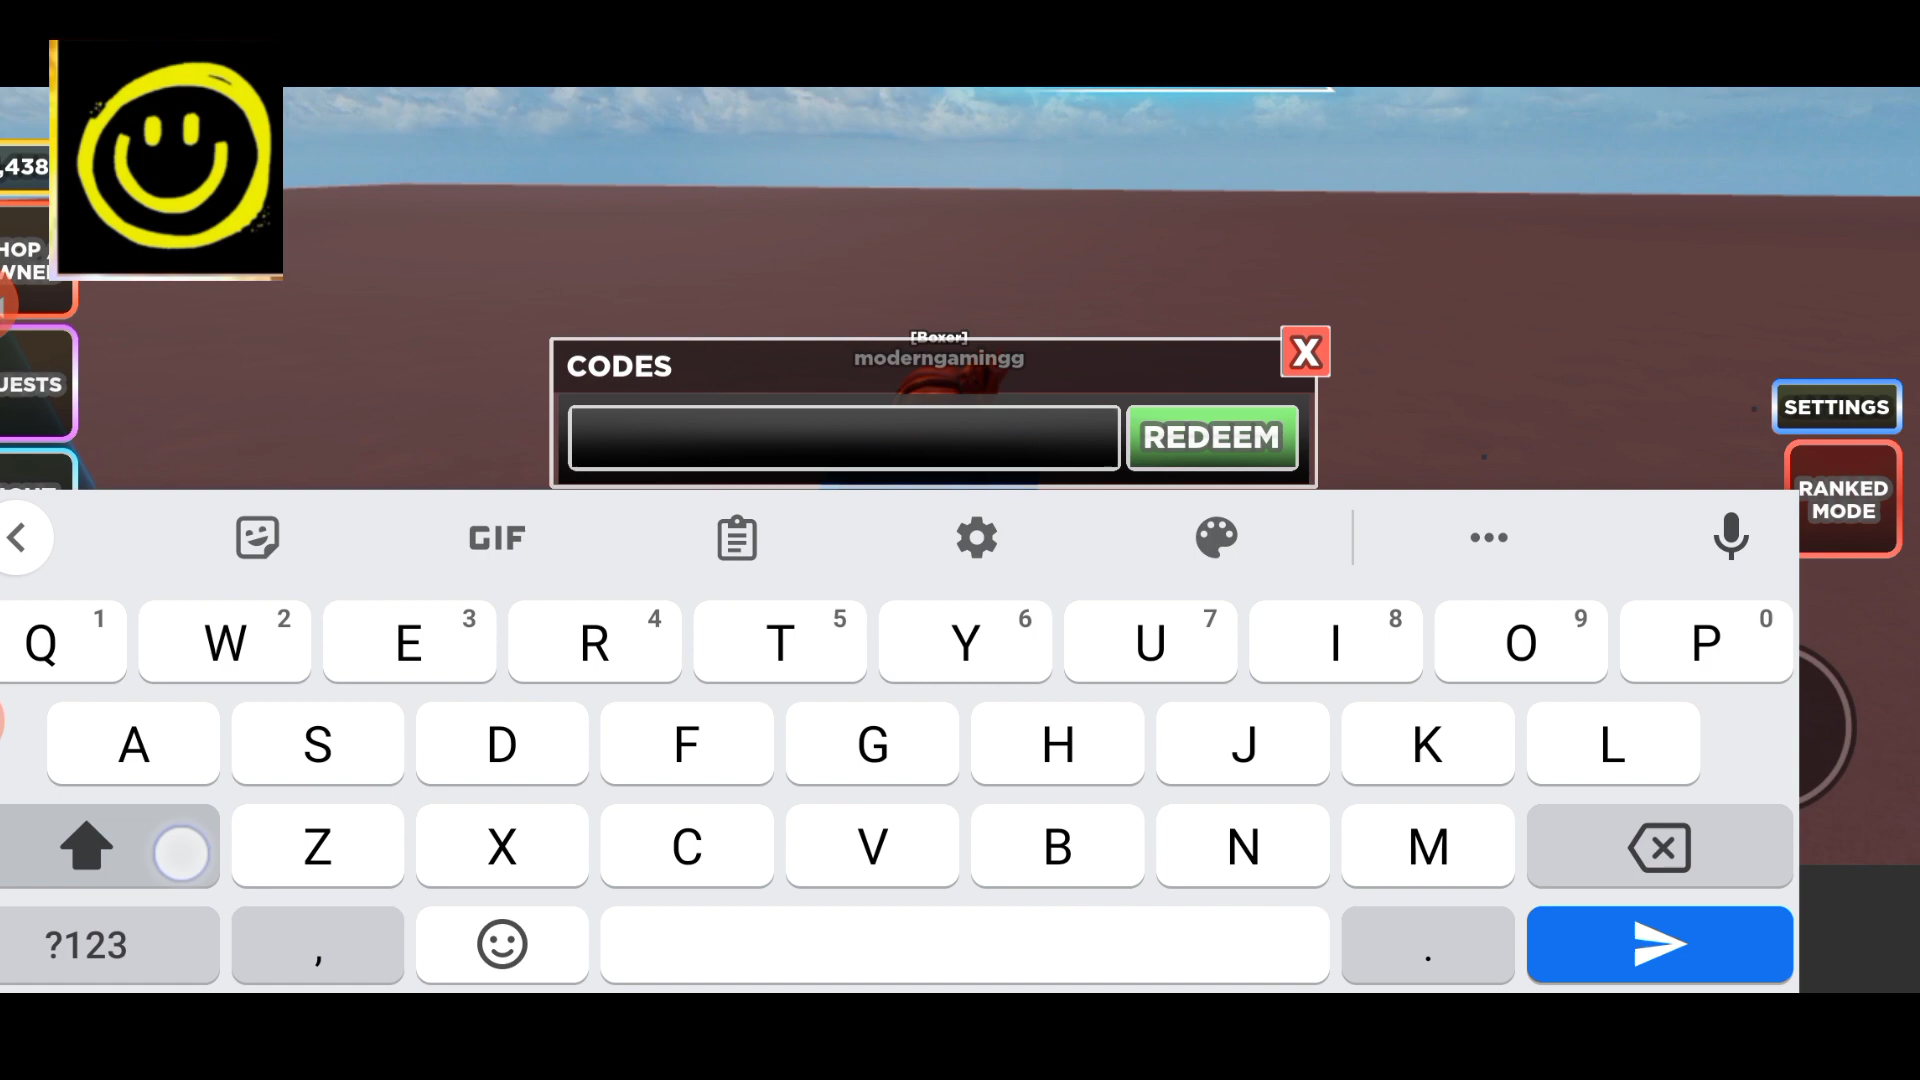 ,438
HOP
WNE
UESTS
[Boxer]
moderngamingg
CODES
X
REDEEM
SETTINGS
RANKED
MODE
GIF
Q 1 W 2 E 3 R 4 T 5 Y 6 U 7 I 8 O 9 P 0
A S D F G H J K L
Z X C V B N M
?123 , .